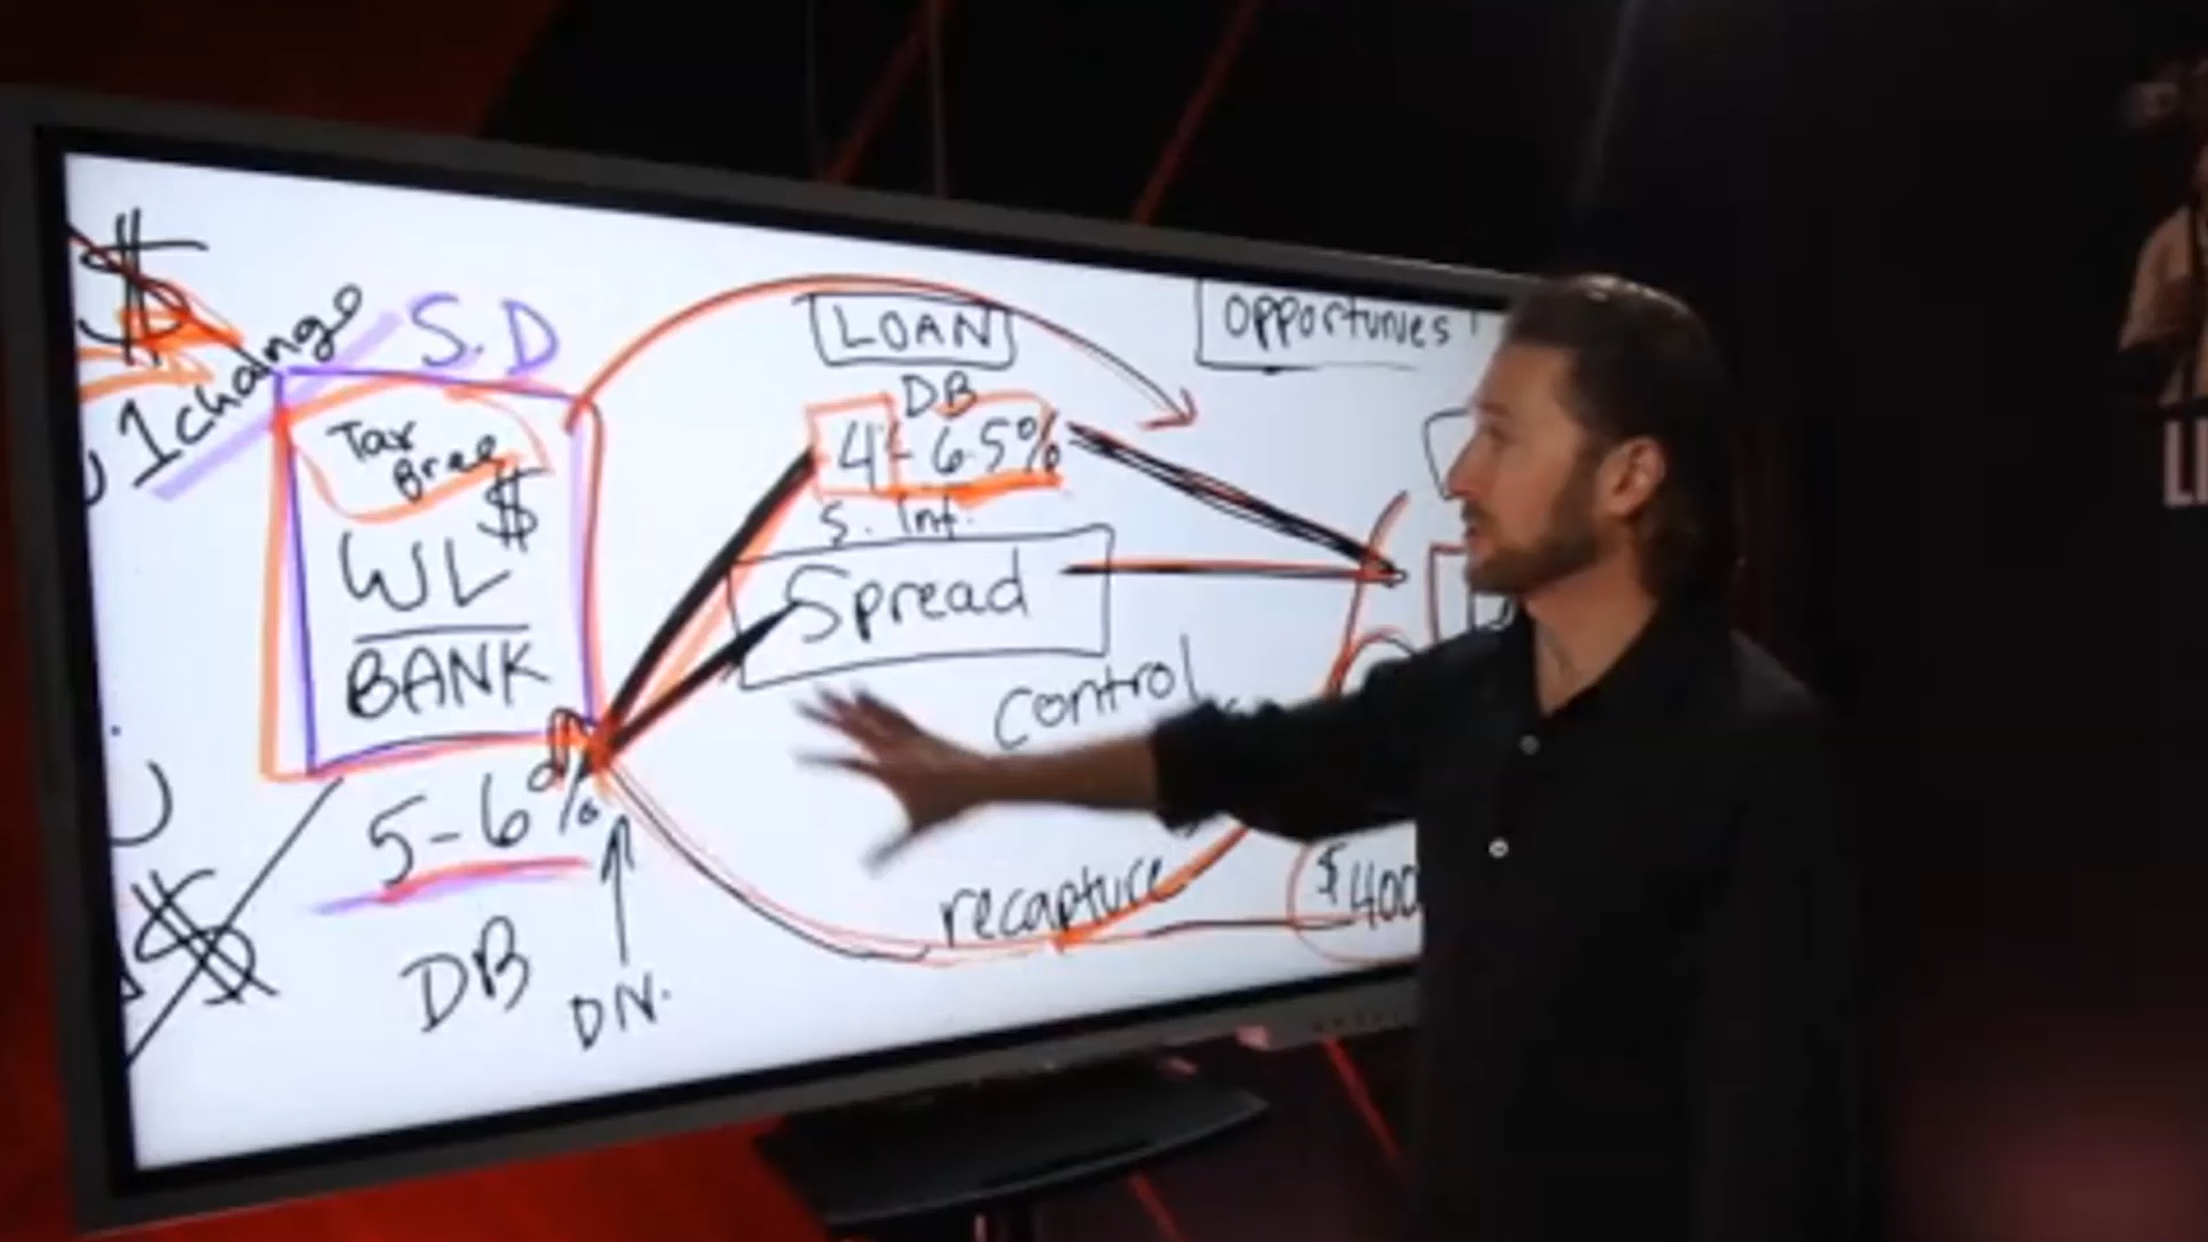 $
1 change
S.D
Tax
Free
$
WL
BANK
5-6%
DB
DN.
$
LOAN
DB
4-6.5%
S. Int.
Spread
control
recapture
opportunies
$400
LI